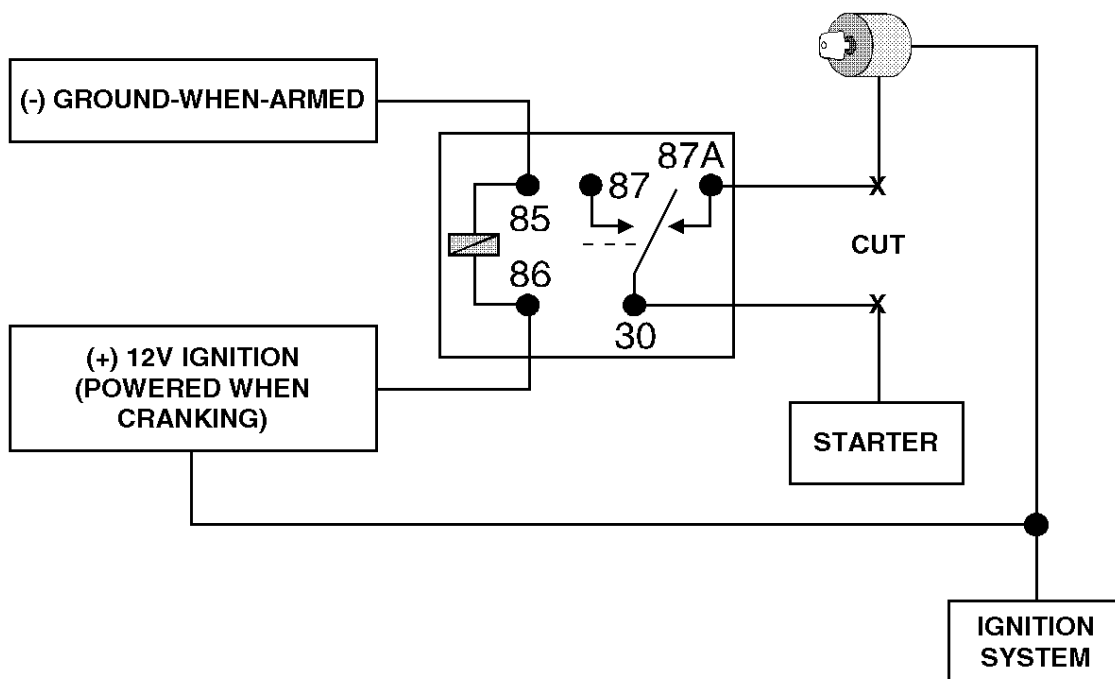 (-) GROUND-WHEN-ARMED
87A
87
85
86
30
CUT
X
X
(+) 12V IGNITION
(POWERED WHEN
CRANKING)
STARTER
IGNITION
SYSTEM